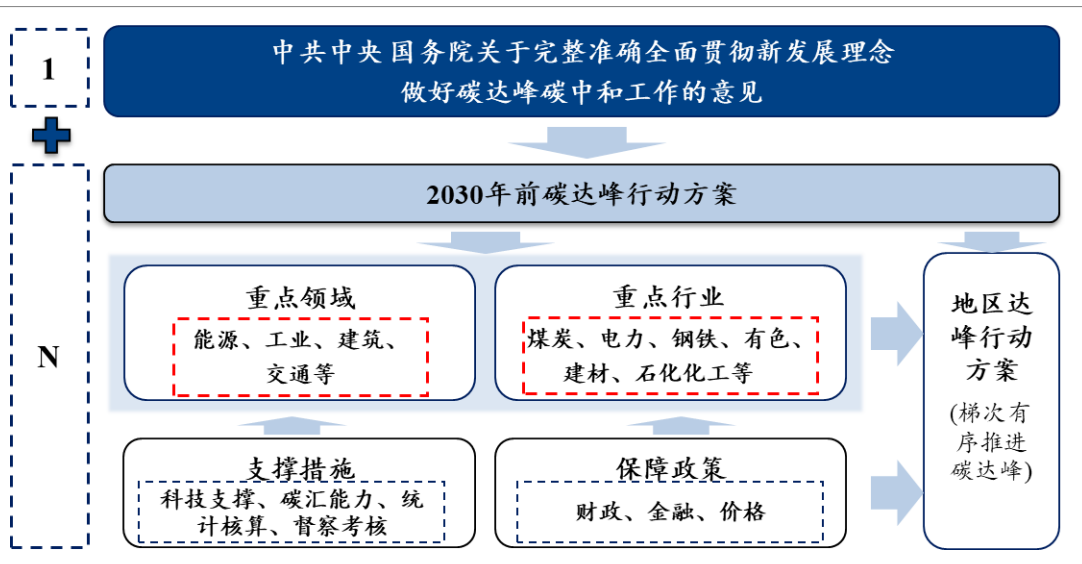 1
中共中央 国务院关于完整准确全面贯彻新发展理念
做好碳达峰碳中和工作的意见
N
2030年前碳达峰行动方案
重点领域
能源、工业、建筑、
交通等
重点行业
煤炭、电力、钢铁、有色、
建材、石化化工等
支撑措施
科技支撑、碳汇能力、统
计核算、督察考核
保障政策
财政、金融、价格
地区达
峰行动
方案
(梯次有
序推进
碳达峰)